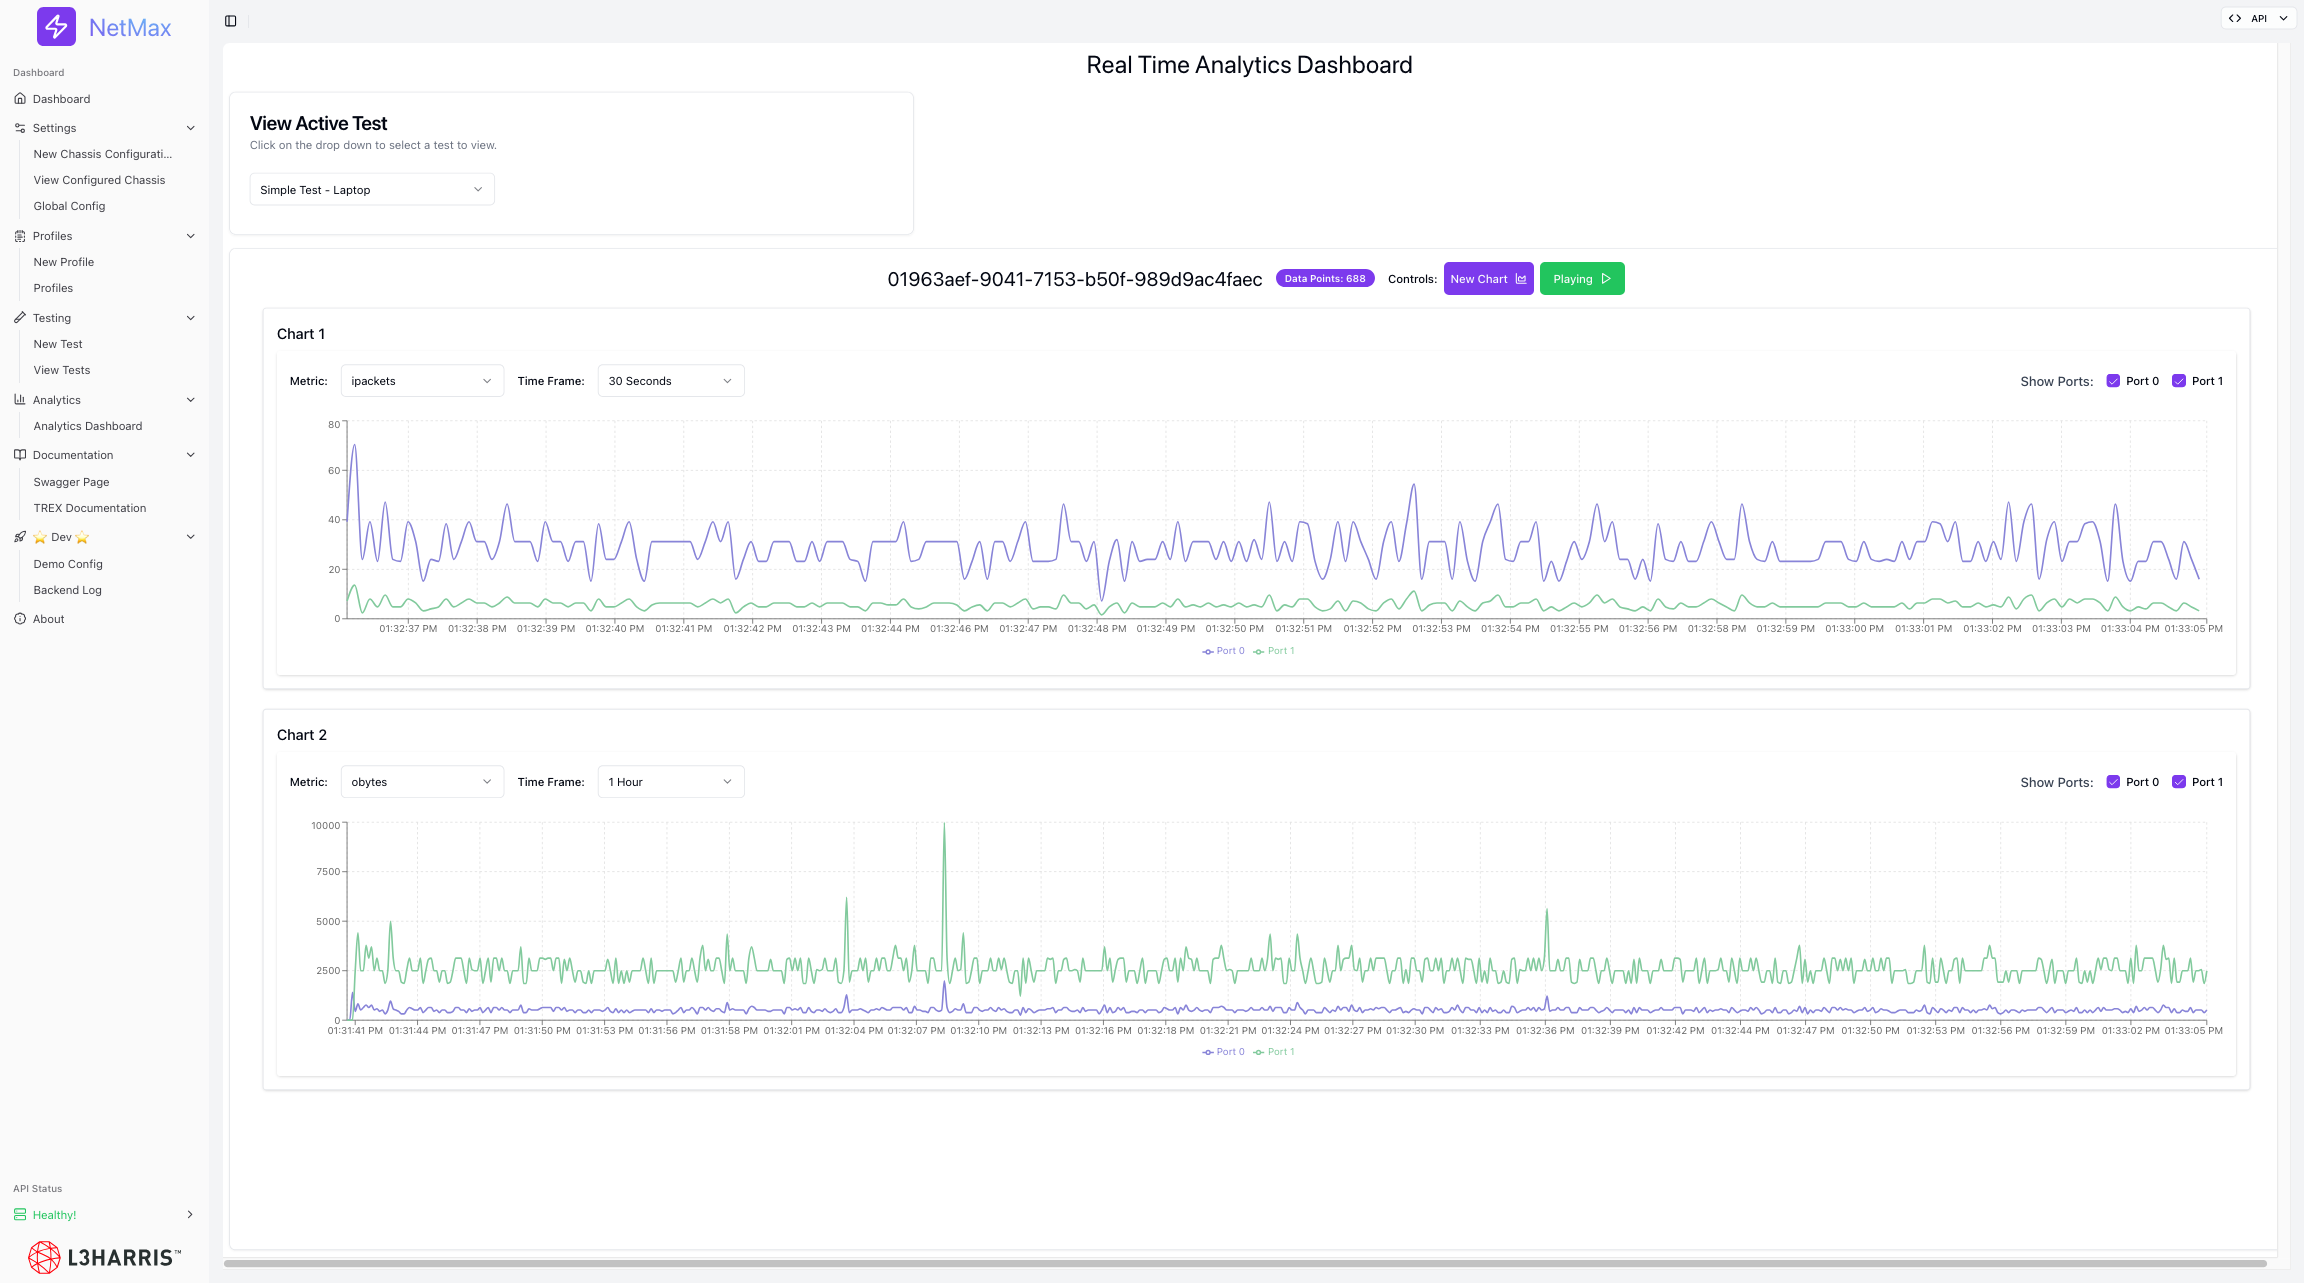 NetMax
API
Dashboard
Dashboard
Settings
New Chassis Configurati...
View Configured Chassis
Global Config
Profiles
New Profile
Profiles
Testing
New Test
View Tests
Analytics
Analytics Dashboard
Documentation
Swagger Page
TREX Documentation
⭐ Dev ⭐
Demo Config
Backend Log
About
API Status
Healthy!
L3HARRIS™
Real Time Analytics Dashboard
View Active Test
Click on the drop down to select a test to view.
Simple Test - Laptop
01963aef-9041-7153-b50f-989d9ac4faec Data Points: 688 Controls: New Chart Playing
Chart 1
Metric: ipackets Time Frame: 30 Seconds Show Ports: Port 0 Port 1
80
60
40
20
0
01:32:37 PM 01:32:38 PM 01:32:39 PM 01:32:40 PM 01:32:41 PM 01:32:42 PM 01:32:43 PM 01:32:44 PM 01:32:46 PM 01:32:47 PM 01:32:48 PM 01:32:49 PM 01:32:50 PM 01:32:51 PM 01:32:52 PM 01:32:53 PM 01:32:54 PM 01:32:55 PM 01:32:56 PM 01:32:58 PM 01:32:59 PM 01:33:00 PM 01:33:01 PM 01:33:02 PM 01:33:03 PM 01:33:04 PM 01:33:05 PM
Port 0 Port 1
Chart 2
Metric: obytes Time Frame: 1 Hour Show Ports: Port 0 Port 1
10000
7500
5000
2500
0
01:31:41 PM 01:31:44 PM 01:31:47 PM 01:31:50 PM 01:31:53 PM 01:31:56 PM 01:31:58 PM 01:32:01 PM 01:32:04 PM 01:32:07 PM 01:32:10 PM 01:32:13 PM 01:32:16 PM 01:32:18 PM 01:32:21 PM 01:32:24 PM 01:32:27 PM 01:32:30 PM 01:32:33 PM 01:32:36 PM 01:32:39 PM 01:32:42 PM 01:32:44 PM 01:32:47 PM 01:32:50 PM 01:32:53 PM 01:32:56 PM 01:32:59 PM 01:33:02 PM 01:33:05 PM
Port 0 Port 1